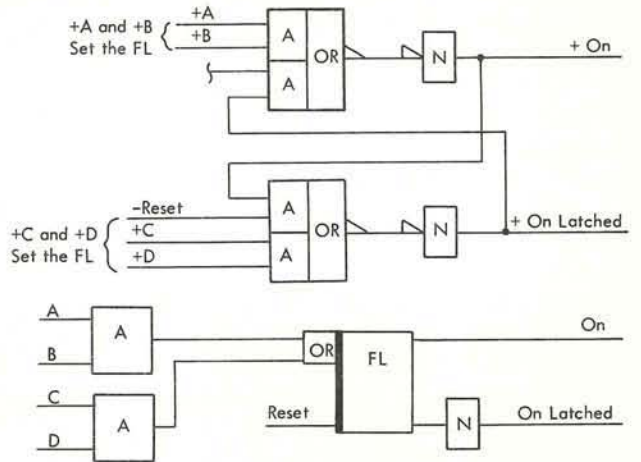 +A and +B
Set the FL
+A
+B
A
A
OR
N
+ On
+C and +D
Set the FL
-Reset
+C
+D
A
A
OR
N
+ On Latched
A
B
A
C
D
A
OR
FL
Reset
On
N
On Latched